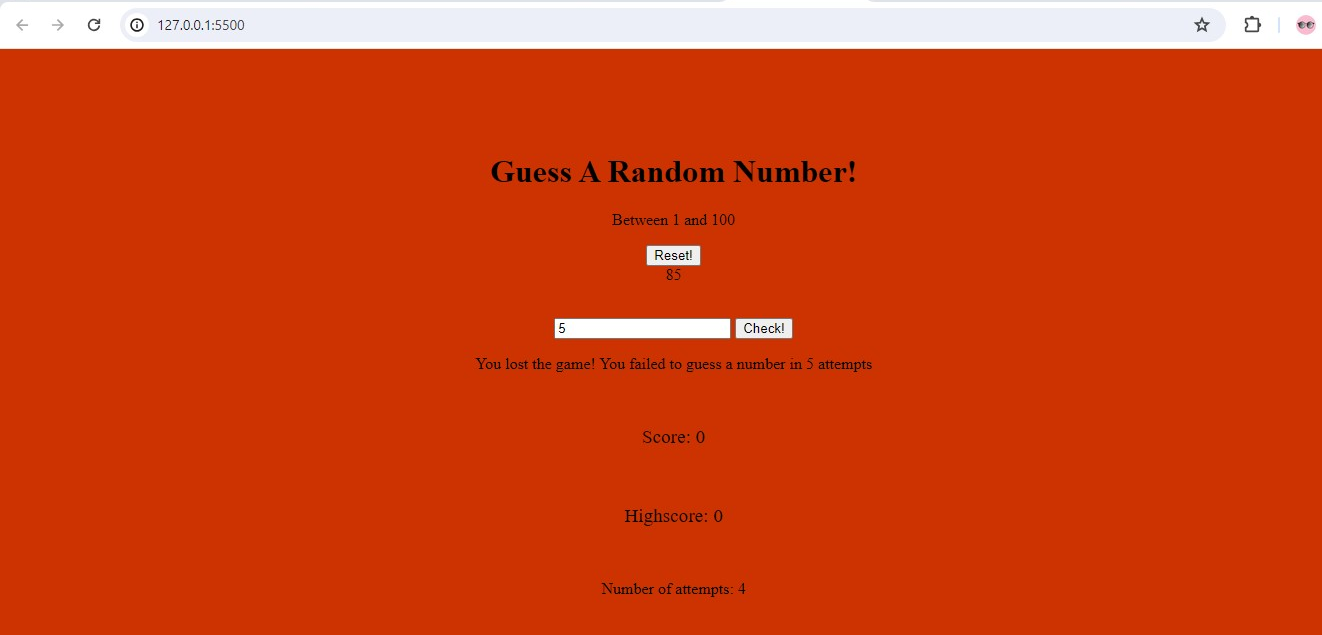 127.0.0.1:5500
Guess A Random Number!
Between 1 and 100
Reset!
85
5 Check!
You lost the game! You failed to guess a number in 5 attempts
Score: 0
Highscore: 0
Number of attempts: 4